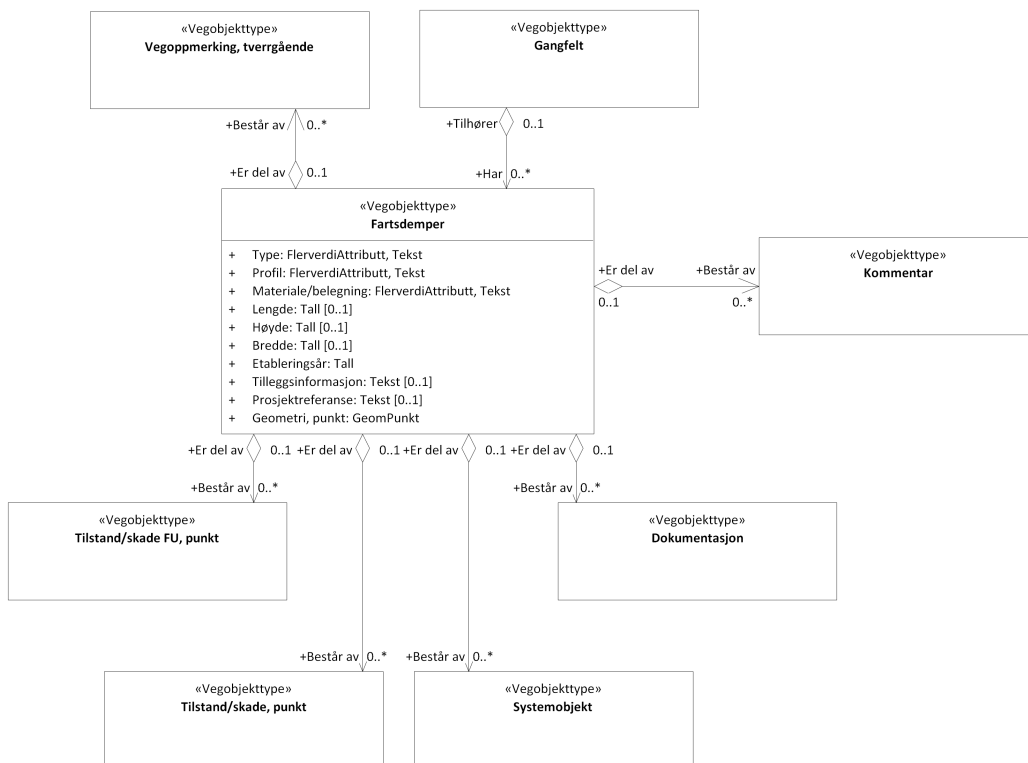 «Vegobjekttype»
Vegoppmerking, tverrgående
«Vegobjekttype»
Gangfelt
+Består av 0..*
+Tilhører 0..1
+Er del av 0..1
+Har 0..*
«Vegobjekttype»
Fartsdemper
+ Type: FlerverdiAttributt, Tekst
+ Profil: FlerverdiAttributt, Tekst
+ Materiale/belegning: FlerverdiAttributt, Tekst
+ Lengde: Tall [0..1]
+ Høyde: Tall [0..1]
+ Bredde: Tall [0..1]
+ Etableringsår: Tall
+ Tilleggsinformasjon: Tekst [0..1]
+ Prosjektreferanse: Tekst [0..1]
+ Geometri, punkt: GeomPunkt
+Er del av +Består av
0..1 0..*
«Vegobjekttype»
Kommentar
+Er del av 0..1 +Er del av 0..1 +Er del av 0..1 +Er del av 0..1
+Består av 0..*
+Består av 0..*
«Vegobjekttype»
Tilstand/skade FU, punkt
«Vegobjekttype»
Dokumentasjon
+Består av 0..* +Består av 0..*
«Vegobjekttype»
Tilstand/skade, punkt
«Vegobjekttype»
Systemobjekt